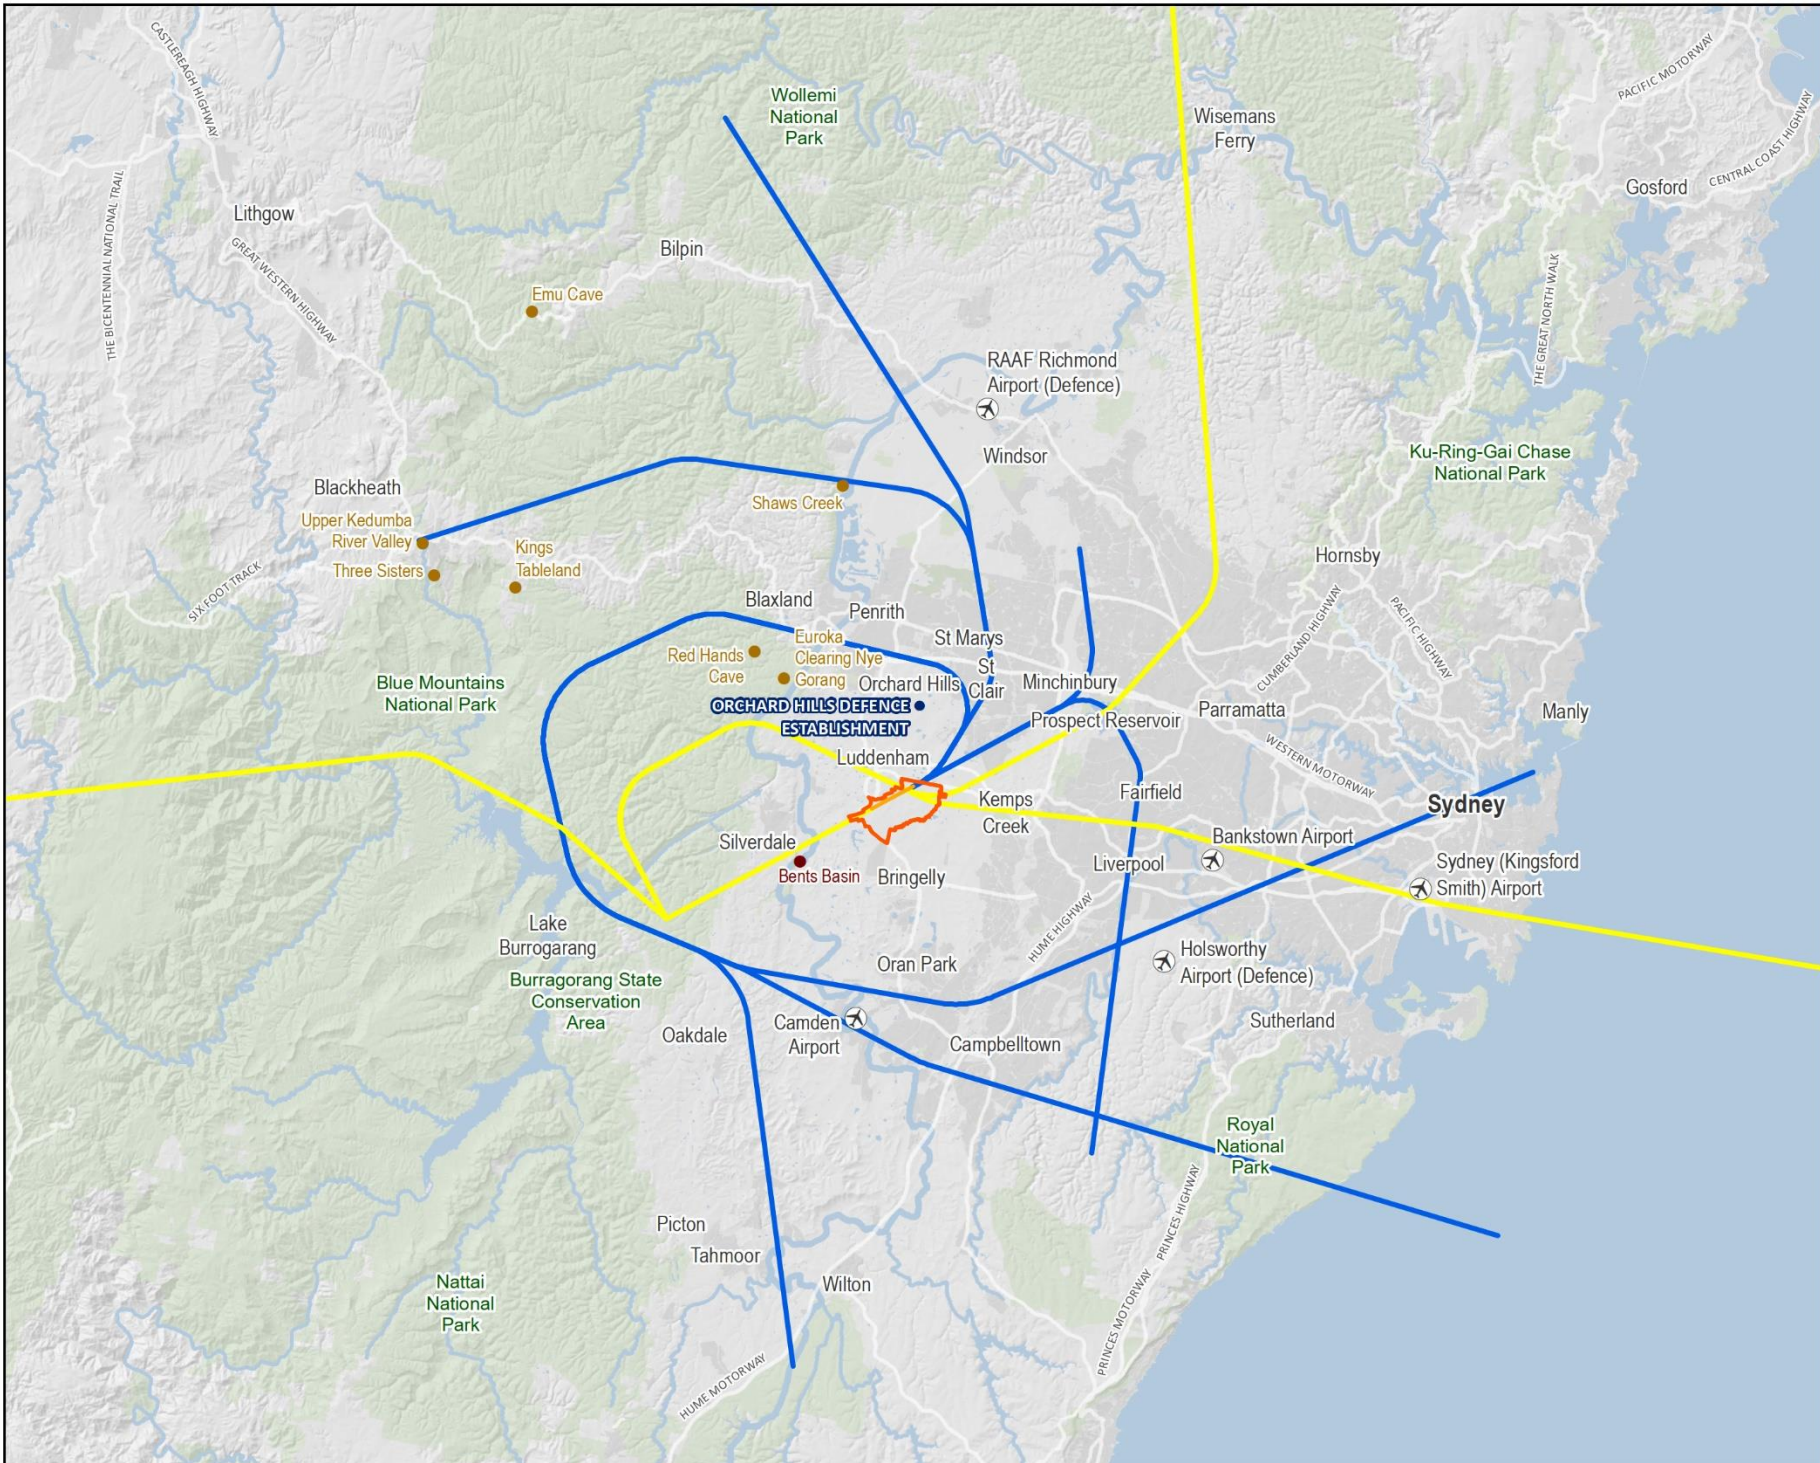 CASTLEREAGH HIGHWAY
PACIFIC MOTORWAY
Wollemi
National
Park
Wisemans
Ferry
CENTRAL COAST HIGHWAY
Gosford
THE BICENTENNIAL NATIONAL TRAIL
Lithgow
GREAT WESTERN HIGHWAY
Bilpin
Emu Cave
THE GREAT NORTH WALK
RAAF Richmond
Airport (Defence)
Windsor
Ku-Ring-Gai Chase
National Park
Blackheath
Shaws Creek
Upper Kedumba
River Valley
Three Sisters
Kings
Tableland
SIX FOOT TRACK
Hornsby
Blaxland
Penrith
St Marys
CUMBERLAND HIGHWAY
PACIFIC HIGHWAY
Red Hands
Cave
Euroka
Clearing Nye
Gorang
Orchard Hills
St
Clair
Minchinbury
Blue Mountains
National Park
ORCHARD HILLS DEFENCE
ESTABLISHMENT
Prospect Reservoir
Parramatta
Manly
Luddenham
WESTERN MOTORWAY
Kemps
Creek
Fairfield
Sydney
Silverdale
Bents Basin
Bringelly
Liverpool
Bankstown Airport
Sydney (Kingsford
Smith) Airport
Lake
Burrogarang
HUME HIGHWAY
Oran Park
Holsworthy
Airport (Defence)
Burragorang State
Conservation
Area
Oakdale
Camden
Airport
Campbelltown
Sutherland
Royal
National
Park
PRINCES HIGHWAY
Picton
Tahmoor
Wilton
Nattai
National
Park
PRINCES MOTORWAY
HUME MOTORWAY